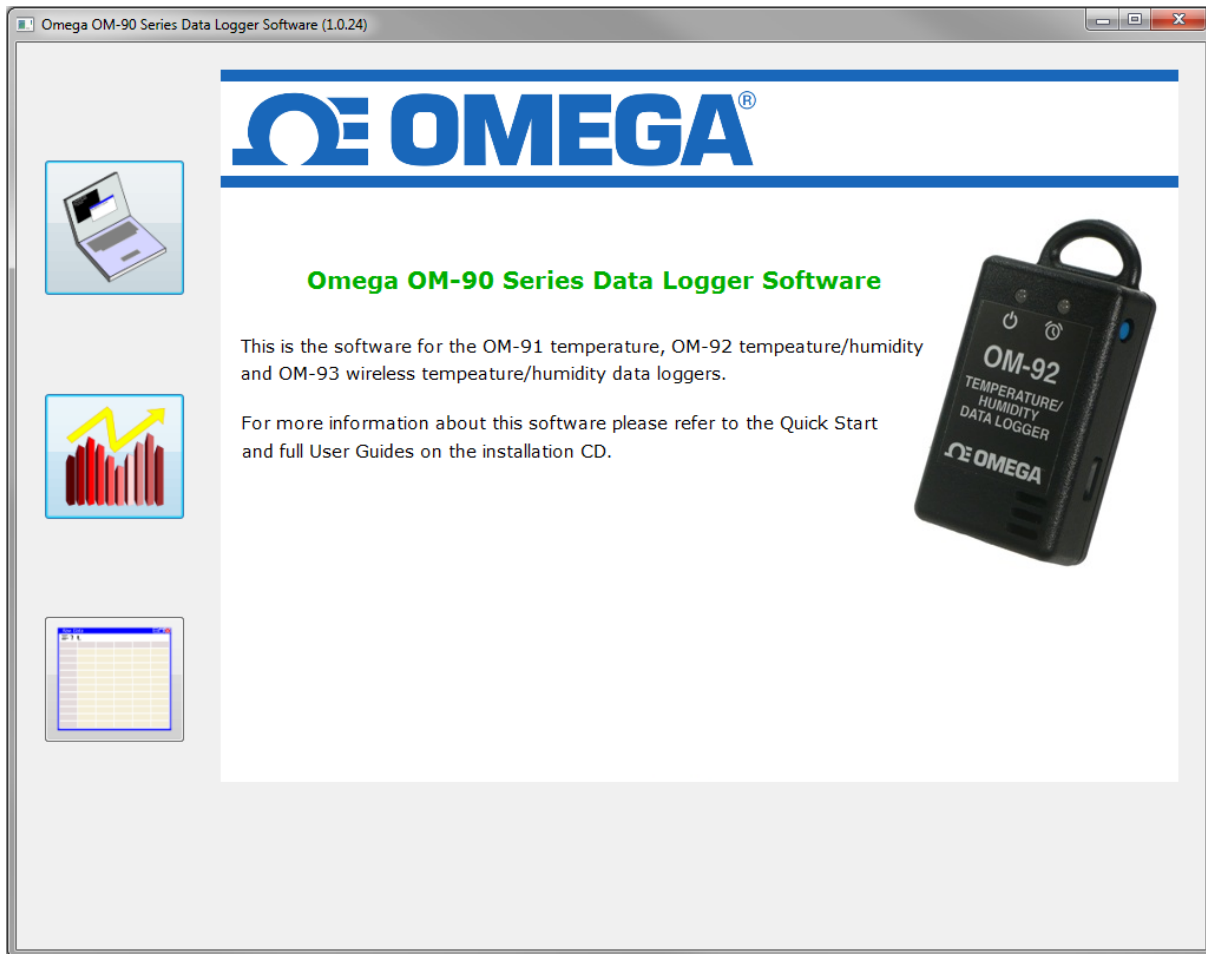 Omega OM-90 Series Data Logger Software (1.0.24)
OMEGA®
Omega OM-90 Series Data Logger Software
This is the software for the OM-91 temperature, OM-92 tempeature/humidity
and OM-93 wireless tempeature/humidity data loggers.
For more information about this software please refer to the Quick Start
and full User Guides on the installation CD.
OM-92
TEMPERATURE/
HUMIDITY
DATA LOGGER
OMEGA